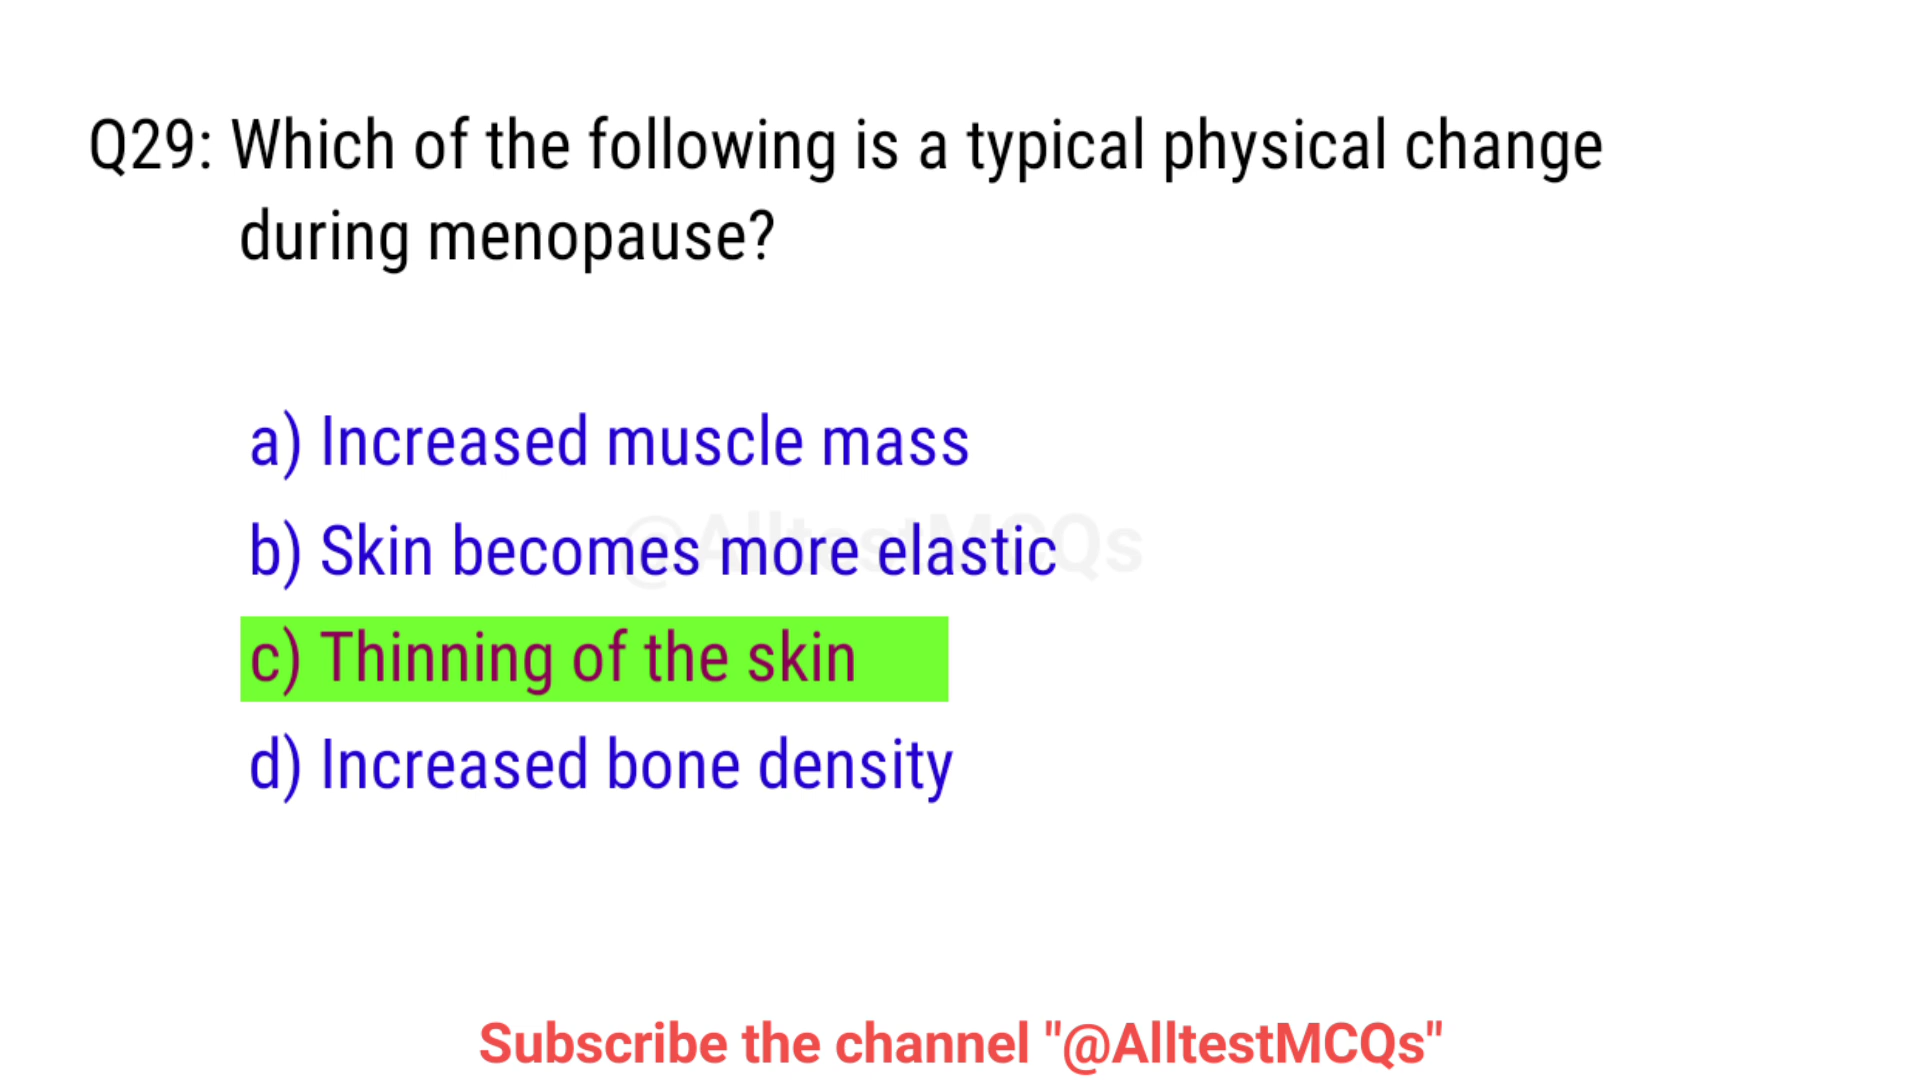 Q29: Which of the following is a typical physical change
during menopause?
a) Increased muscle mass
@AlltestMCQs
b) Skin becomes more elastic
c) Thinning of the skin
d) Increased bone density
Subscribe the channel "@AlltestMCQs"